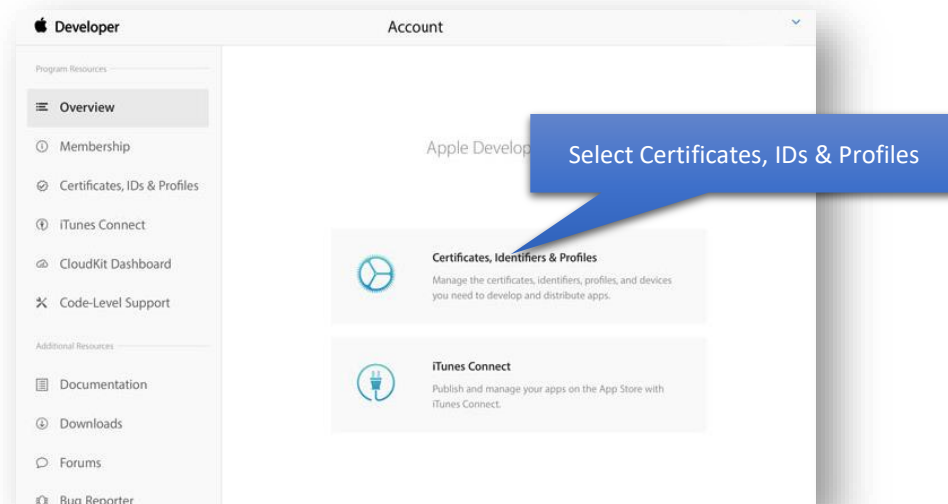 Developer
Account
Program Resources
Overview
Membership
Certificates, IDs & Profiles
iTunes Connect
CloudKit Dashboard
Code-Level Support
Additional Resources
Documentation
Downloads
Forums
Bug Reporter
Apple Develop
Select Certificates, IDs & Profiles
Certificates, Identifiers & Profiles
Manage the certificates, identifiers, profiles, and devices
you need to develop and distribute apps.
iTunes Connect
Publish and manage your apps on the App Store with
iTunes Connect.